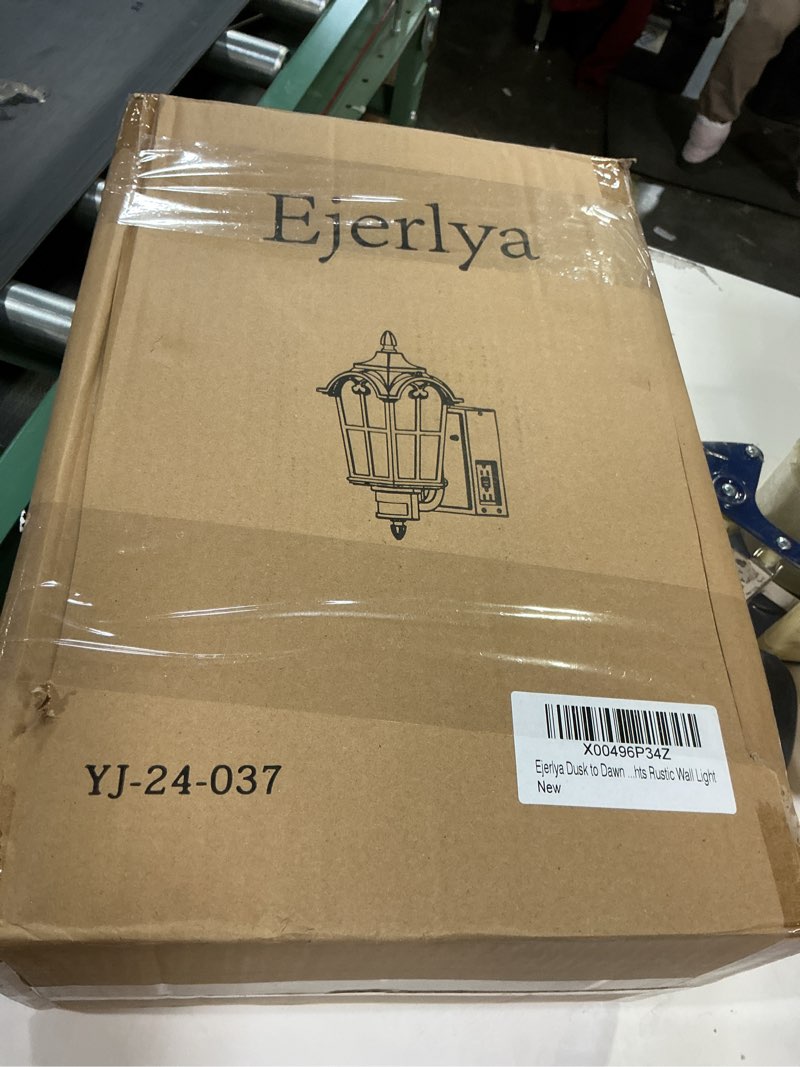 Ejerlya
YJ-24-037
X00496P34Z
Ejerlya Dusk to Dawn ...hts Rustic Wall Light
New